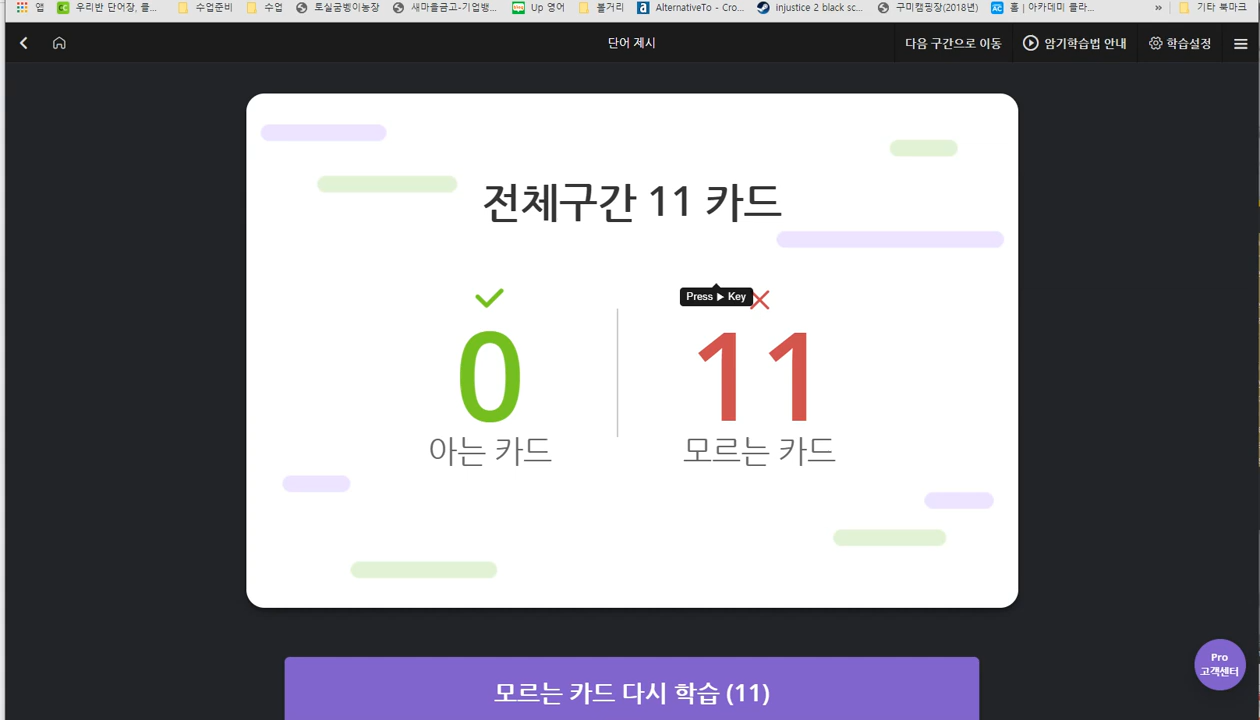 앱 우리반 단어장, 클... 수업준비 수업 토실굼벵이농장 새마을금고-기업뱅... Up 영어 볼거리 AlternativeTo - Cro... injustice 2 black sc... 구미캠핑장(2018년) 홈 | 아카데미 클라... » 기타 북마크
단어 제시 다음 구간으로 이동 암기학습법 안내 학습설정
전체구간 11 카드
Press ▶ Key
0 11
아는 카드 모르는 카드
Pro
고객센터
모르는 카드 다시 학습 (11)